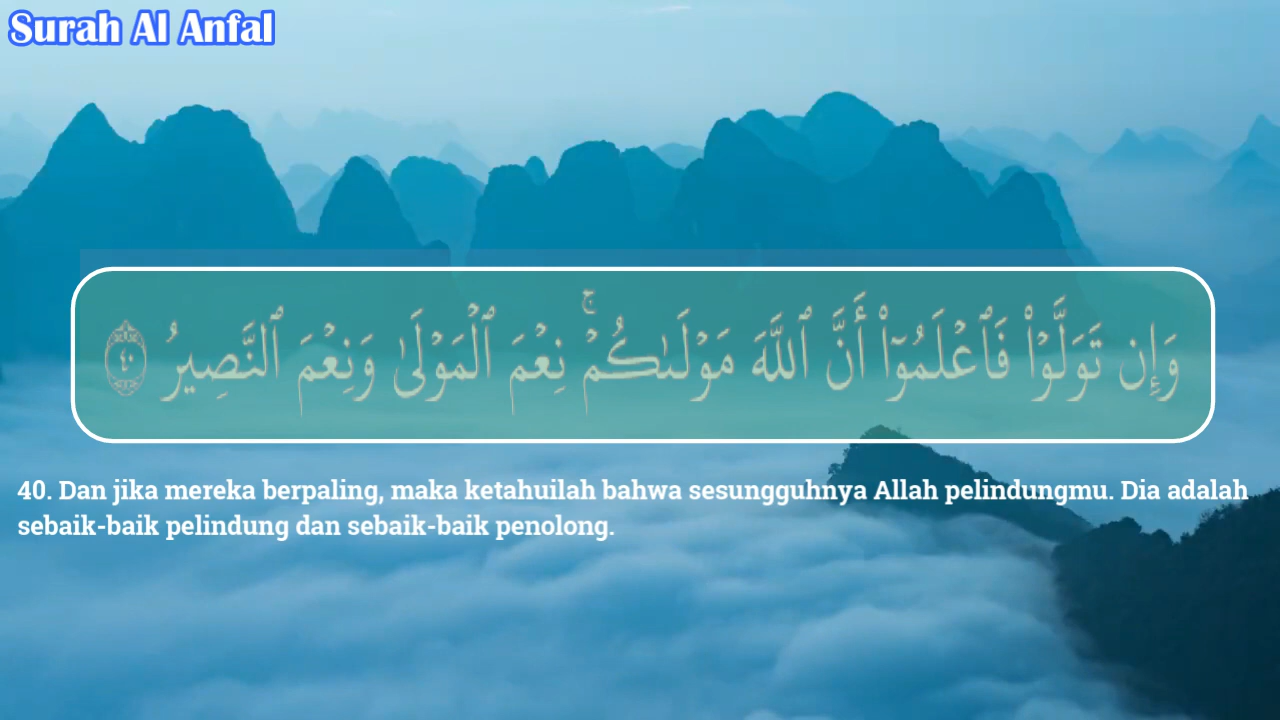 Surah Al Anfal
وَإِن تَوَلَّوْا۟ فَٱعْلَمُوٓا۟ أَنَّ ٱللَّهَ مَوْلَىٰكُمْ ۚ نِعْمَ ٱلْمَوْلَىٰ وَنِعْمَ ٱلنَّصِيرُ ٤٠
40. Dan jika mereka berpaling, maka ketahuilah bahwa sesungguhnya Allah pelindungmu. Dia adalah
sebaik-baik pelindung dan sebaik-baik penolong.